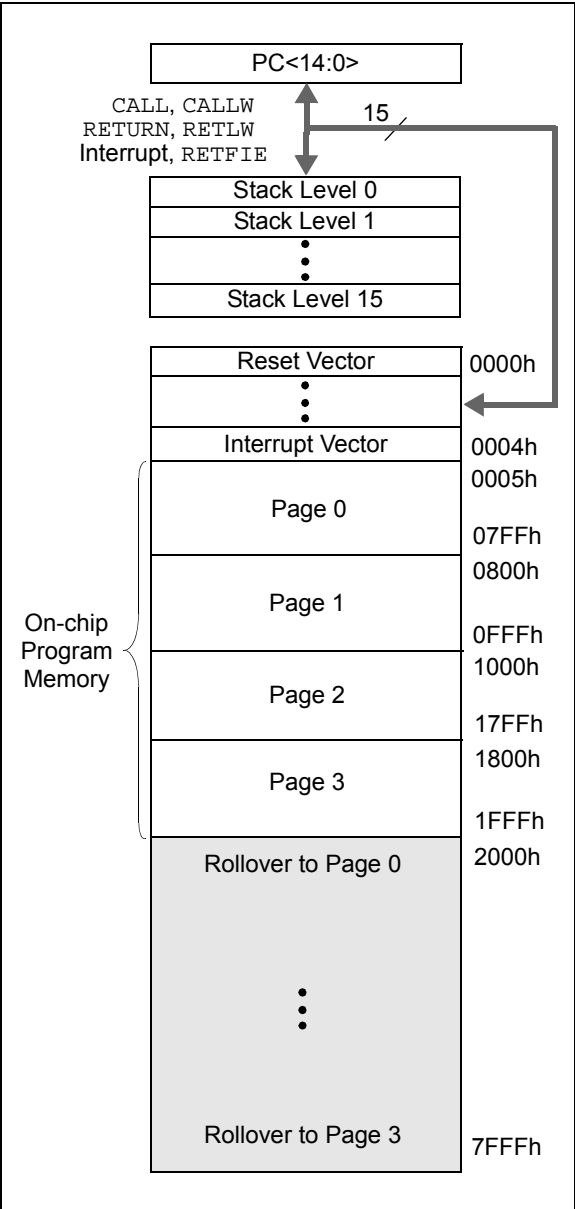 PC<14:0>
CALL, CALLW
RETURN, RETLW
Interrupt, RETFIE
15
Stack Level 0
Stack Level 1
Stack Level 15
Reset Vector
0000h
Interrupt Vector
0004h
0005h
Page 0
07FFh
0800h
Page 1
0FFFh
On-chip
Program
Memory
1000h
Page 2
17FFh
1800h
Page 3
1FFFh
Rollover to Page 0
2000h
Rollover to Page 3
7FFFh